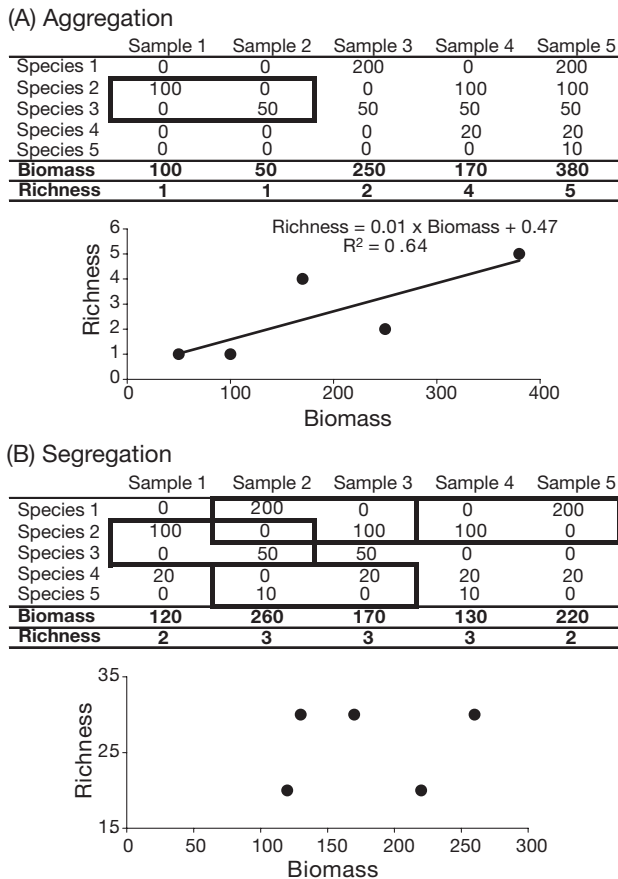 (A) Aggregation
Sample 1 Sample 2 Sample 3 Sample 4 Sample 5
Species 1 0 0 200 0 200
Species 2 100 0 0 100 100
Species 3 0 50 50 50 50
Species 4 0 0 0 20 20
Species 5 0 0 0 0 10
Biomass 100 50 250 170 380
Richness 1 1 2 4 5
Richness = 0.01 x Biomass + 0.47
R² = 0.64
6
5
4
3
2
1
0
Richness
0 100 200 300 400
Biomass
(B) Segregation
Sample 1 Sample 2 Sample 3 Sample 4 Sample 5
Species 1 0 200 0 0 200
Species 2 100 0 100 100 0
Species 3 0 50 50 0 0
Species 4 20 0 20 20 20
Species 5 0 10 0 10 0
Biomass 120 260 170 130 220
Richness 2 3 3 3 2
35
25
15
Richness
0 50 100 150 200 250 300
Biomass